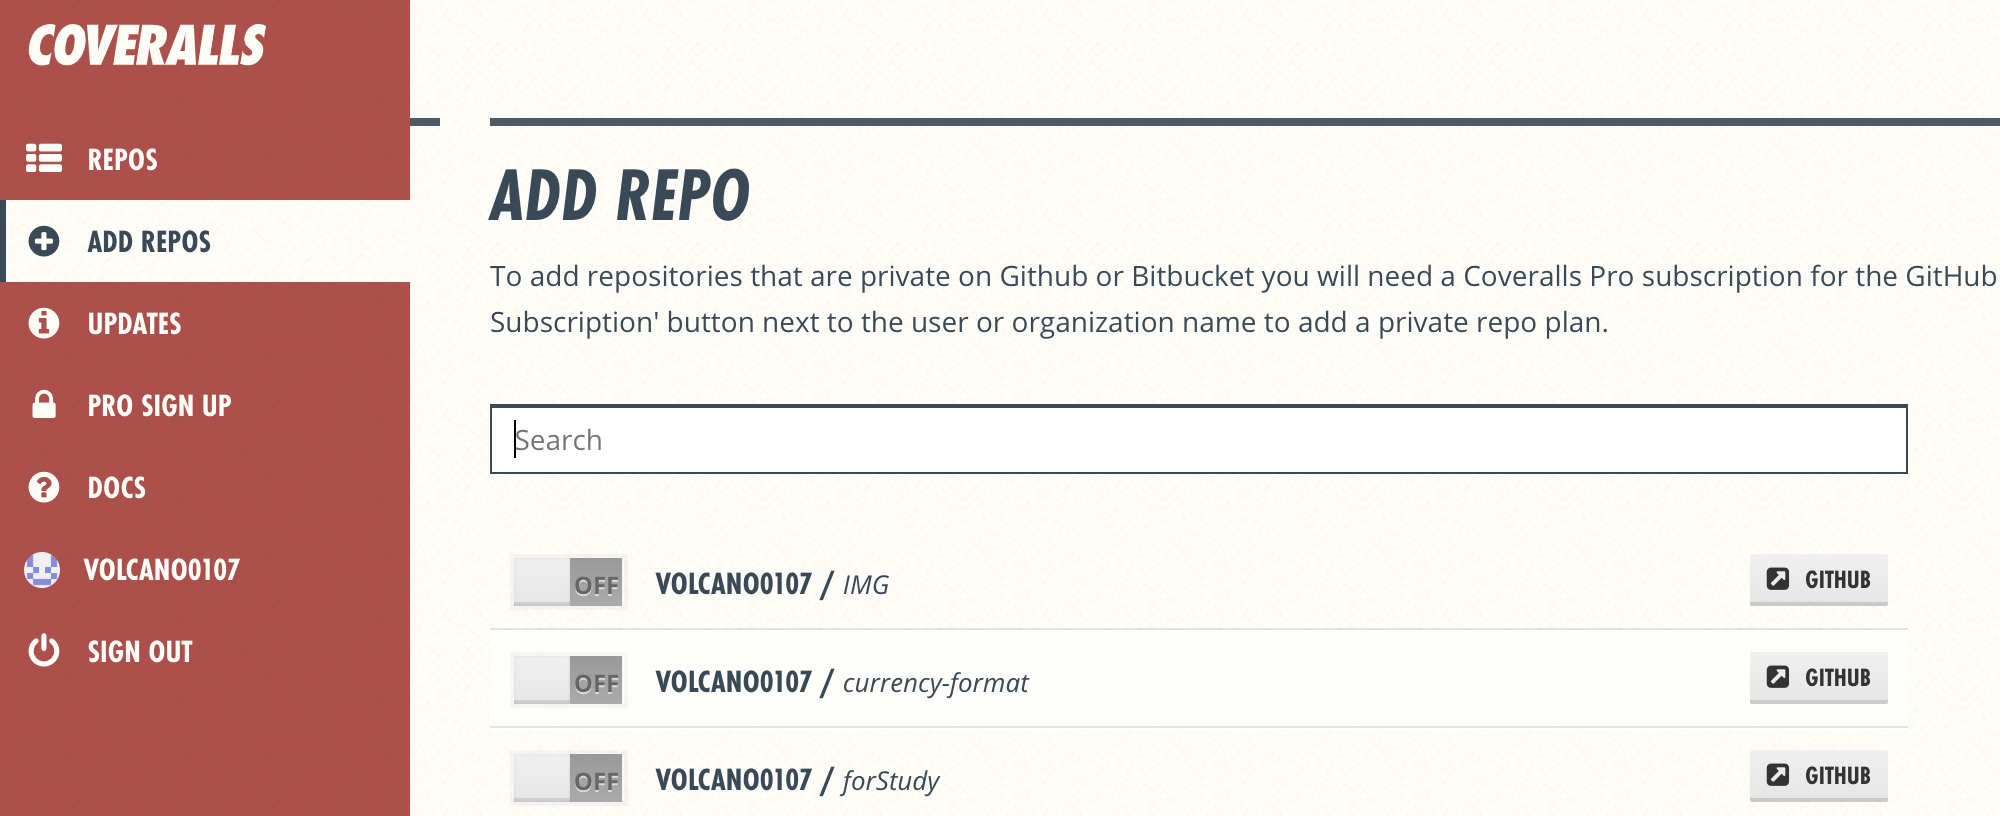 COVERALLS
REPOS
ADD REPOS
UPDATES
PRO SIGN UP
DOCS
VOLCANO0107
SIGN OUT
ADD REPO
To add repositories that are private on Github or Bitbucket you will need a Coveralls Pro subscription for the GitHub
Subscription' button next to the user or organization name to add a private repo plan.
Search
OFF VOLCANO0107 / IMG GITHUB
OFF VOLCANO0107 / currency-format GITHUB
OFF VOLCANO0107 / forStudy GITHUB